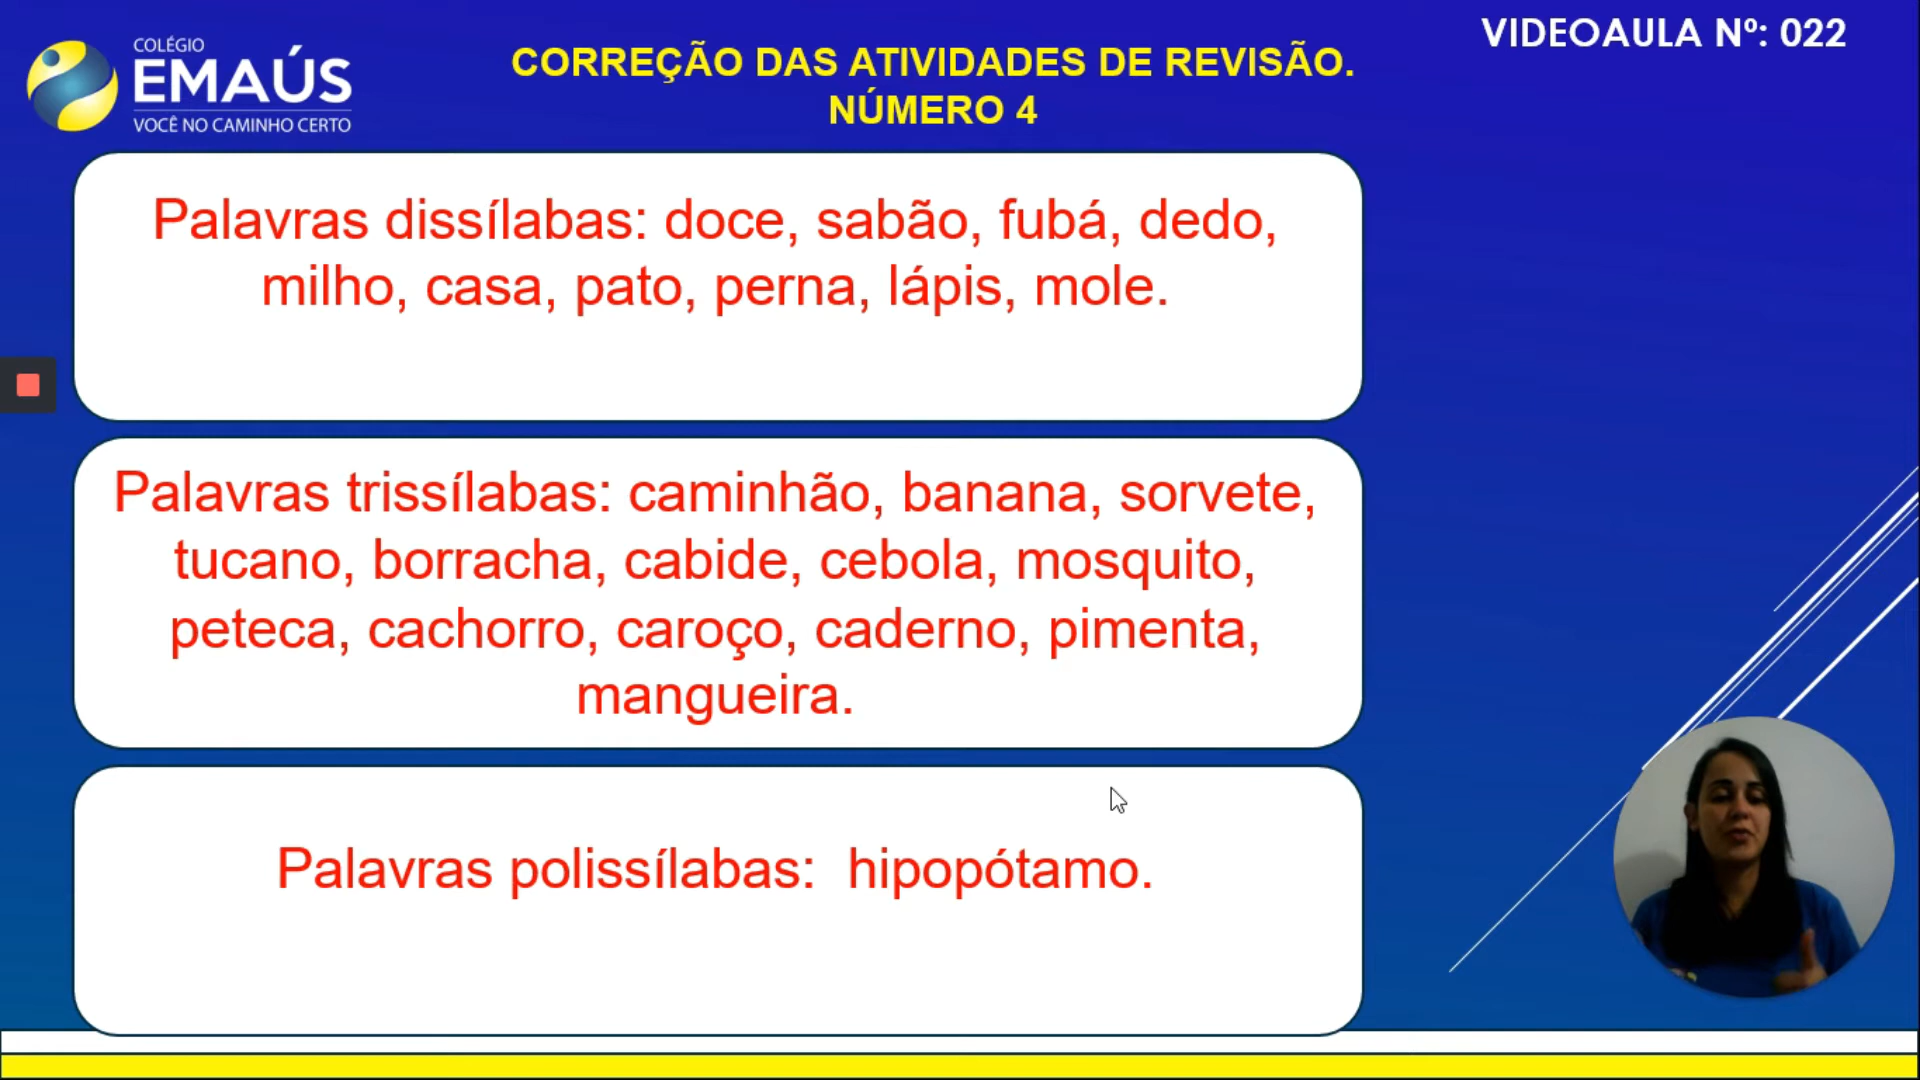 COLÉGIO
EMAÚS
VOCÊ NO CAMINHO CERTO
CORREÇÃO DAS ATIVIDADES DE REVISÃO.
NÚMERO 4
VIDEOAULA Nº: 022
Palavras dissílabas: doce, sabão, fubá, dedo,
milho, casa, pato, perna, lápis, mole.
Palavras trissílabas: caminhão, banana, sorvete,
tucano, borracha, cabide, cebola, mosquito,
peteca, cachorro, caroço, caderno, pimenta,
mangueira.
Palavras polissílabas: hipopótamo.